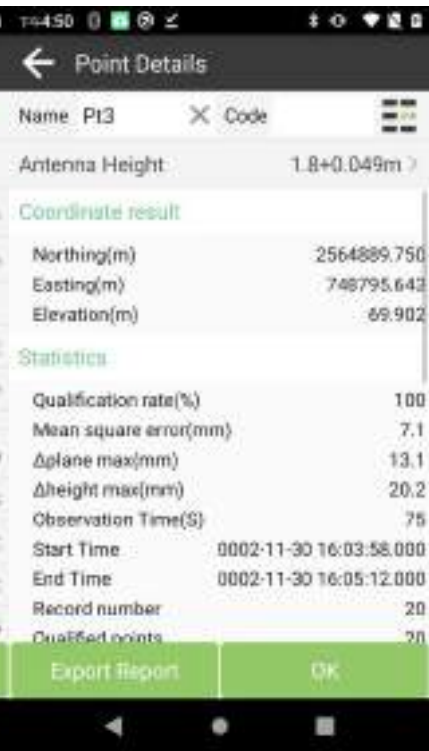 4:50
Point Details
Name Pt3 Code
Antenna Height 1.8+0.049m
Coordinate result
Northing(m) 2564889.750
Easting(m) 748795.643
Elevation(m) 69.902
Statistics
Qualification rate(%) 100
Mean square error(mm) 7.1
Δplane max(mm) 13.1
Δheight max(mm) 20.2
Observation Time(S) 75
Start Time 0002-11-30 16:03:58.000
End Time 0002-11-30 16:05:12.000
Record number 20
Qualified points 20
Export Report OK